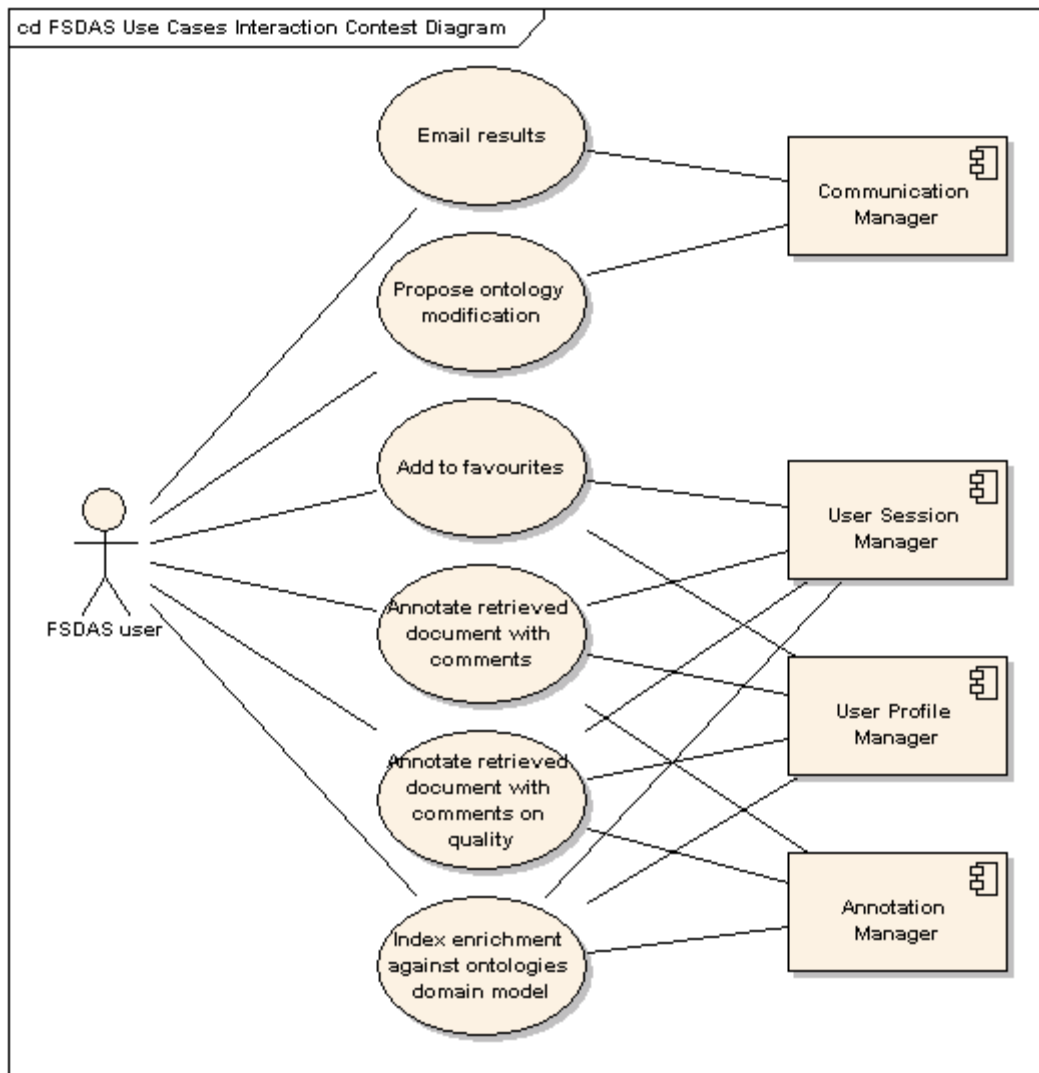 cd FSDAS Use Cases Interaction Contest Diagram
Email results
Communication
Manager
Propose ontology
modification
Add to favourites
User Session
Manager
FSDAS user
Annotate retrieved
document with
comments
User Profile
Manager
Annotate retrieved
document with
comments on
quality
Annotation
Manager
Index enrichment
against ontologies
domain model